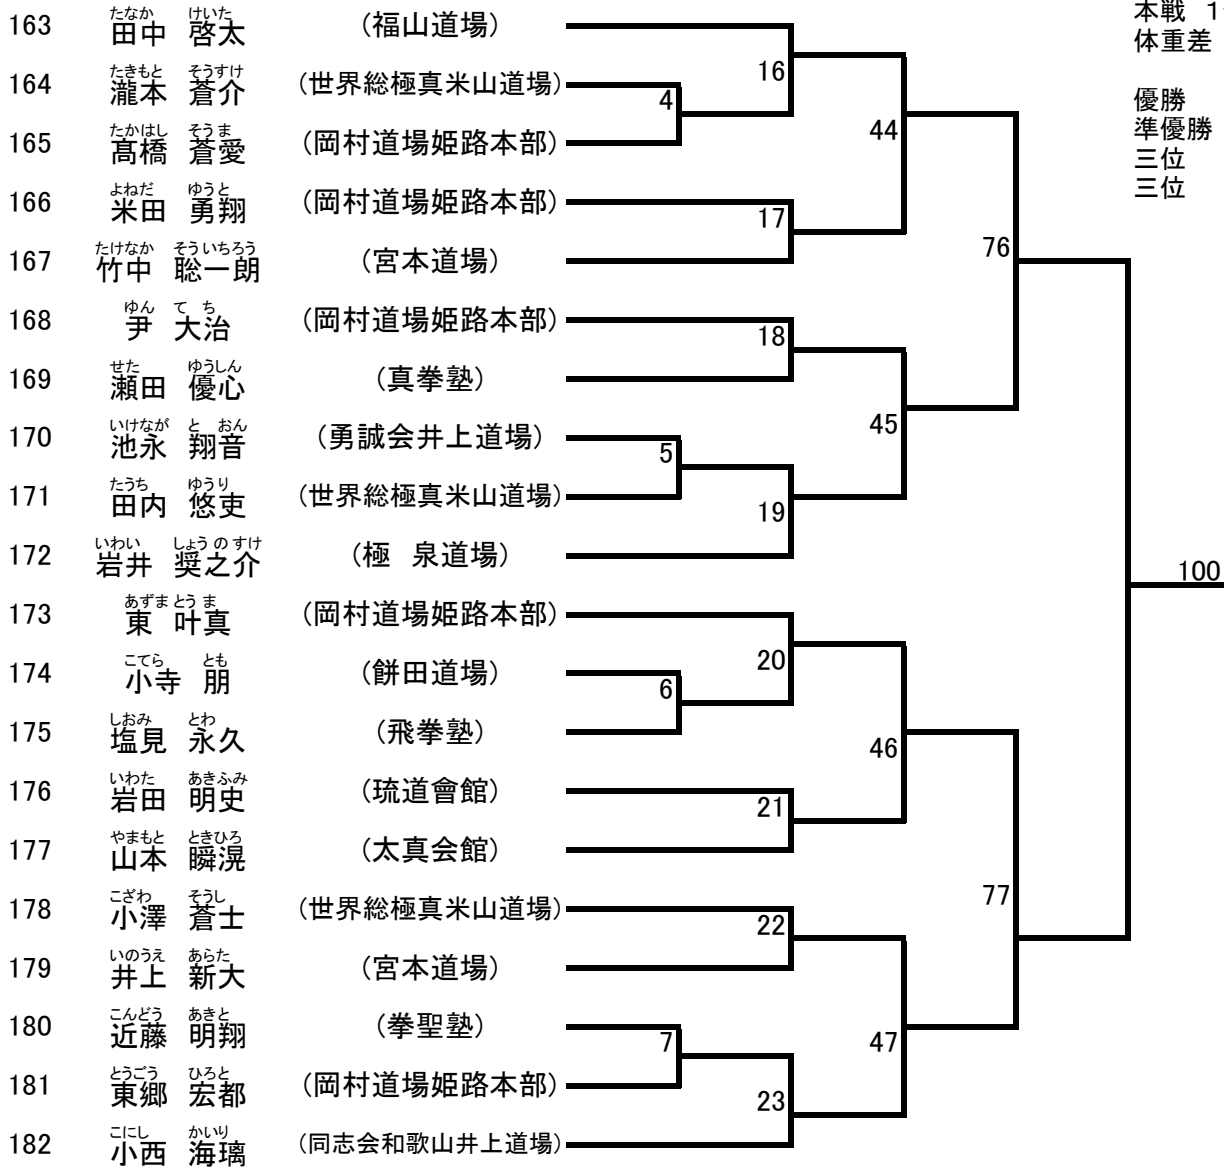 たなか けいた
163 田中 啓太 (福山道場)
たきもと そうすけ
164 瀧本 蒼介 (世界総極真米山道場)
たかはし そうま
165 髙橋 蒼愛 (岡村道場姫路本部)
よねだ ゆうと
166 米田 勇翔 (岡村道場姫路本部)
たけなか そういちろう
167 竹中 聡一朗 (宮本道場)
ゆん て ち
168 尹 大治 (岡村道場姫路本部)
せた ゆうしん
169 瀬田 優心 (真拳塾)
いけなが と おん
170 池永 翔音 (勇誠会井上道場)
たうち ゆうり
171 田内 悠吏 (世界総極真米山道場)
いわい しょうのすけ
172 岩井 奨之介 (極 泉道場)
あずま とうま
173 東 叶真 (岡村道場姫路本部)
こてら とも
174 小寺 朋 (餅田道場)
しおみ とわ
175 塩見 永久 (飛拳塾)
いわた あきふみ
176 岩田 明史 (琉道會館)
やまもと ときひろ
177 山本 瞬滉 (太真会館)
こざわ そうし
178 小澤 蒼士 (世界総極真米山道場)
いのうえ あらた
179 井上 新大 (宮本道場)
こんどう あきと
180 近藤 明翔 (拳聖塾)
とうごう ひろと
181 東郷 宏都 (岡村道場姫路本部)
こにし かいり
182 小西 海璃 (同志会和歌山井上道場)
4
5
6
7
16
17
18
19
20
21
22
23
44
45
46
47
76
77
100
本戦 1
体重差
優勝
準優勝
三位
三位